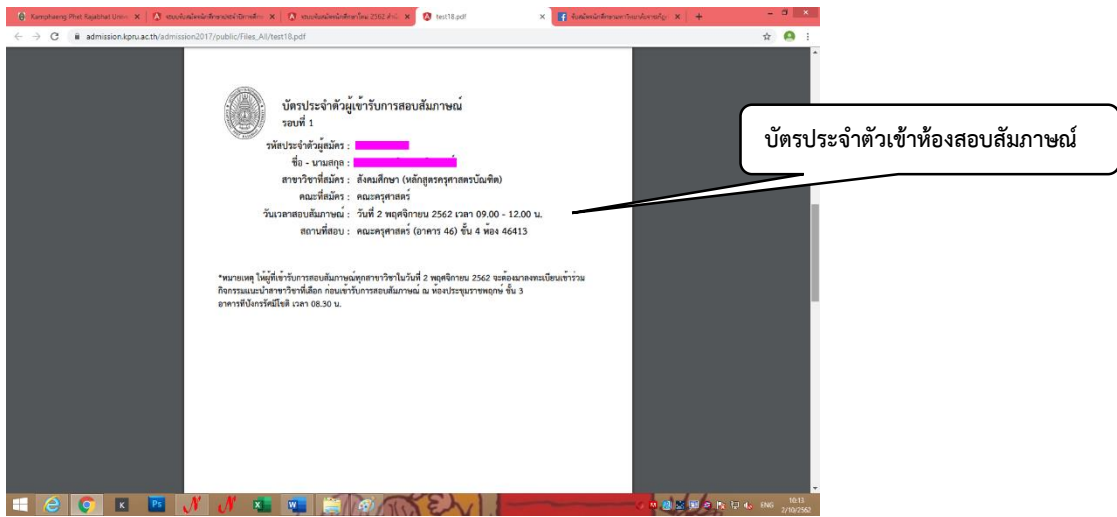 Kamphaeng Phet Rajabhat Univ
test18.pdf
admission.kpru.ac.th/admission2017/public/Files_All/test18.pdf
บัตรประจำตัวผู้เข้ารับการสอบสัมภาษณ์
รอบที่ 1
รหัสประจำตัวผู้สมัคร :
ชื่อ - นามสกุล :
สาขาวิชาที่สมัคร : สังคมศึกษา (หลักสูตรครุศาสตรบัณฑิต)
คณะที่สมัคร : คณะครุศาสตร์
วันเวลาสอบสัมภาษณ์ : วันที่ 2 พฤศจิกายน 2562 เวลา 09.00 - 12.00 น.
สถานที่สอบ : คณะครุศาสตร์ (อาคาร 46) ชั้น 4 ห้อง 46413
*หมายเหตุ ให้ผู้ที่เข้ารับการสอบสัมภาษณ์ทุกสาขาวิชาในวันที่ 2 พฤศจิกายน 2562 จะต้องมาลงทะเบียนเข้าร่วม
กิจกรรมแนะนำสาขาวิชาที่เลือก ก่อนเข้ารับการสอบสัมภาษณ์ ณ ห้องประชุมราชพฤกษ์ ชั้น 3
อาคารทีปังกรรัศมีโชติ เวลา 08.30 น.
บัตรประจำตัวเข้าห้องสอบสัมภาษณ์
ENG
10:13
2/10/2562